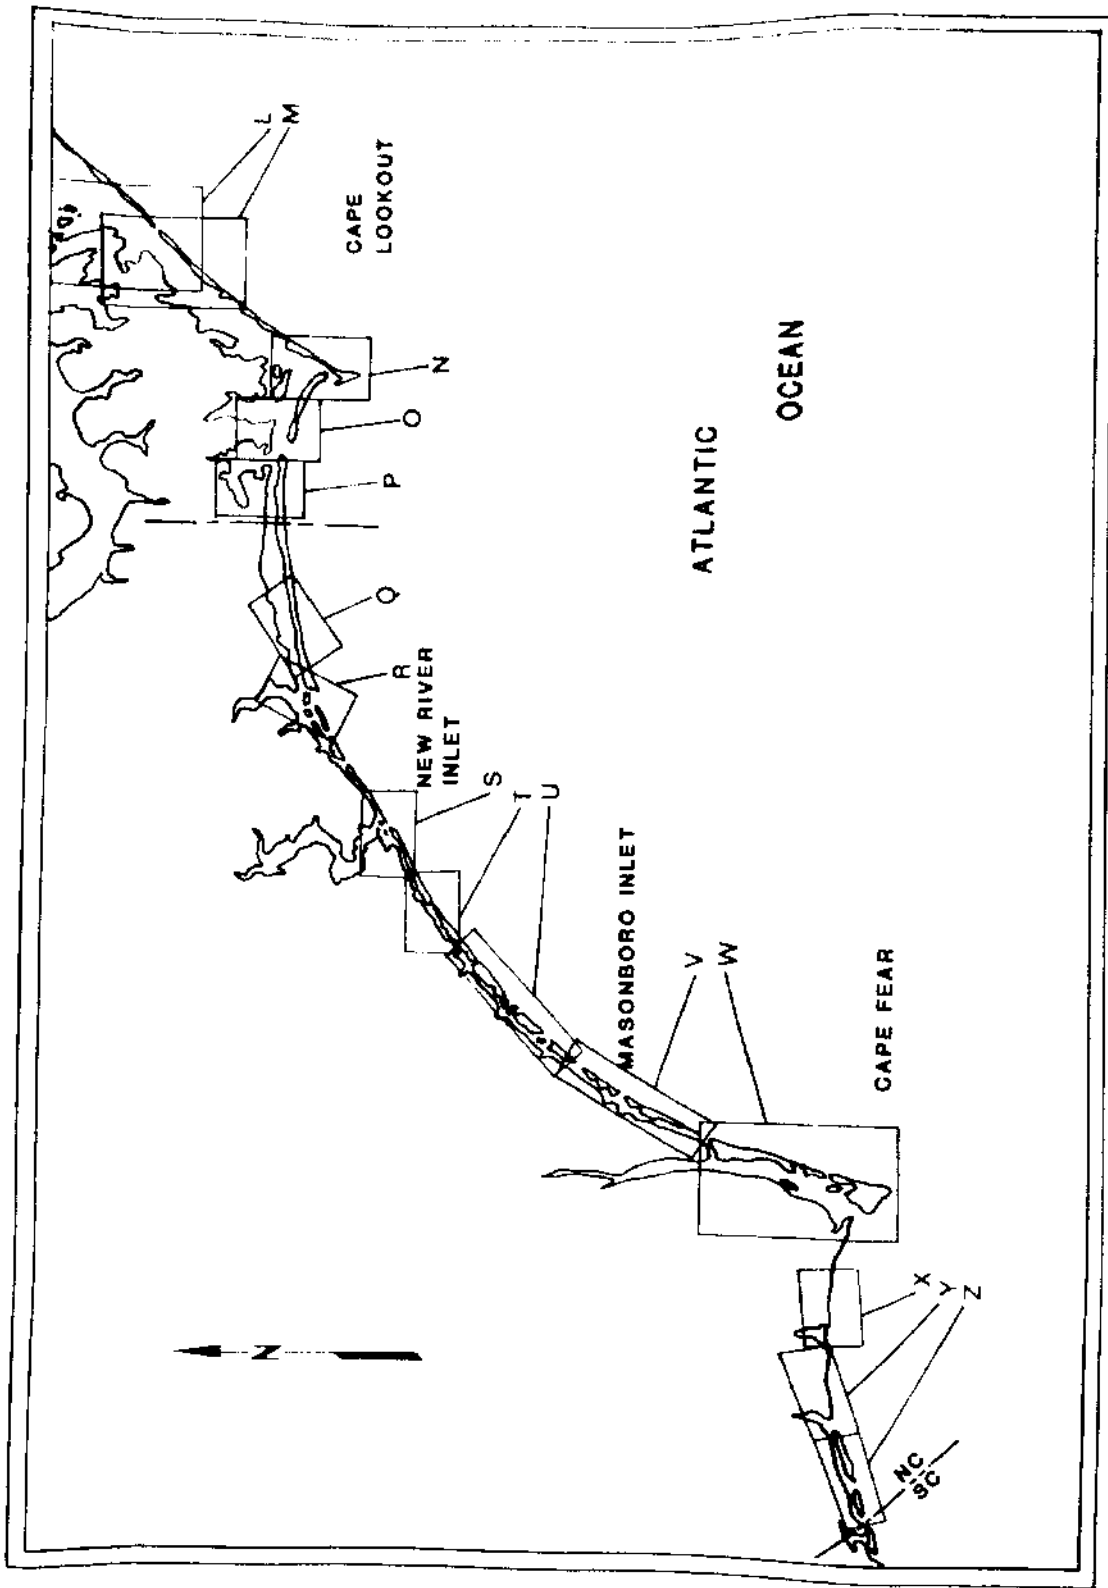 L
M
CAPE
LOOKOUT
N
O
P
Q
R
NEW RIVER
INLET
S
T
U
ATLANTIC
OCEAN
MASONBORO INLET
V
W
CAPE FEAR
X
Y
Z
NC
SC
N